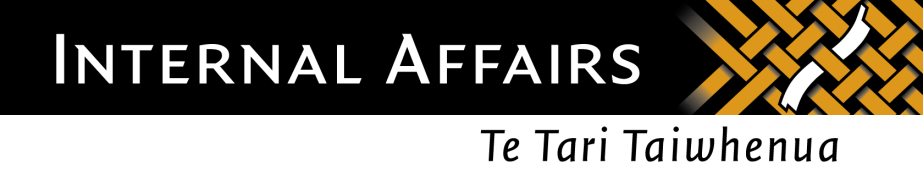 INTERNAL AFFAIRS
Te Tari Taiwhenua